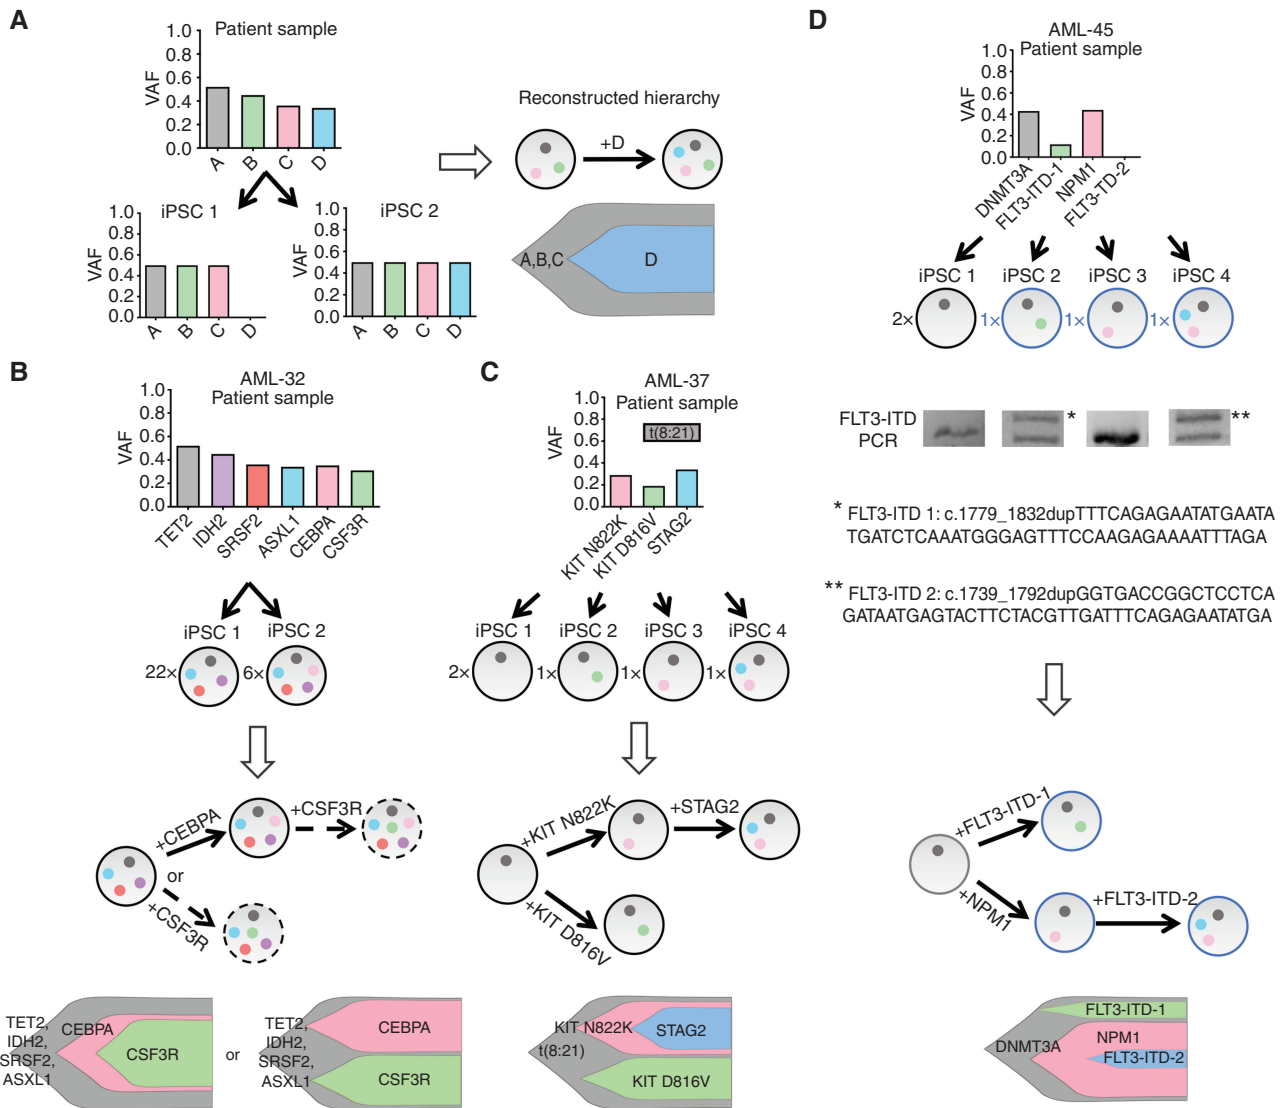 A
Patient sample
VAF
1.0
0.8
0.6
0.4
0.2
0.0
A
B
C
D
iPSC 1
VAF
1.0
0.8
0.6
0.4
0.2
0.0
A
B
C
D
iPSC 2
VAF
1.0
0.8
0.6
0.4
0.2
0.0
A
B
C
D
Reconstructed hierarchy
+D
A,B,C
D
B
AML-32
Patient sample
VAF
1.0
0.8
0.6
0.4
0.2
0.0
TET2
IDH2
SRSF2
ASXL1
CEBPA
CSF3R
iPSC 1
iPSC 2
22×
6×
+CEBPA
+CSF3R
or
+CSF3R
TET2,
IDH2,
SRSF2,
ASXL1
CEBPA
CSF3R
or
TET2,
IDH2,
SRSF2,
ASXL1
CEBPA
CSF3R
C
AML-37
Patient sample
VAF
1.0
0.8
0.6
0.4
0.2
0.0
t(8:21)
KIT N822K
KIT D816V
STAG2
iPSC 1
iPSC 2
iPSC 3
iPSC 4
2×
1×
1×
1×
+KIT N822K
+STAG2
+KIT D816V
KIT N822K
STAG2
t(8:21)
KIT D816V
D
AML-45
Patient sample
VAF
1.0
0.8
0.6
0.4
0.2
0.0
DNMT3A
FLT3-ITD-1
NPM1
FLT3-TD-2
iPSC 1
iPSC 2
iPSC 3
iPSC 4
2×
1×
1×
1×
FLT3-ITD
PCR
*
**
* FLT3-ITD 1: c.1779_1832dupTTTCAGAGAATATGAATA
TGATCTCAAATGGGAGTTTCCAAGAGAAAATTTAGA
** FLT3-ITD 2: c.1739_1792dupGGTGACCGGCTCCTCA
GATAATGAGTACTTCTACGTTGATTTCAGAGAATATGA
+FLT3-ITD-1
+NPM1
+FLT3-ITD-2
FLT3-ITD-1
DNMT3A
NPM1
FLT3-ITD-2